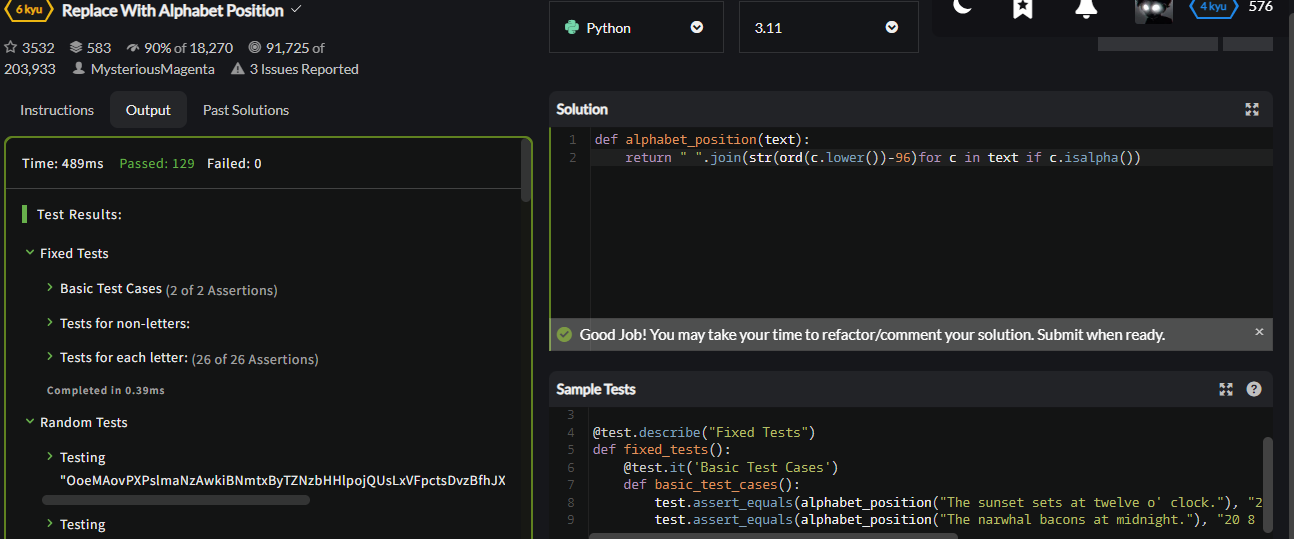 6 kyu Replace With Alphabet Position
3532 583 90% of 18,270 91,725 of
203,933 MysteriousMagenta 3 Issues Reported
Instructions Output Past Solutions
Time: 489ms Passed: 129 Failed: 0
Test Results:
Fixed Tests
Basic Test Cases (2 of 2 Assertions)
Tests for non-letters:
Tests for each letter: (26 of 26 Assertions)
Completed in 0.39ms
Random Tests
Testing
"OoeMAovPXPslmaNzAwkiBNmtxByTZNzbHHlpojQUsLxVFpctsDvzBfhJX
Testing
Python 3.11
4 kyu 576
Solution
1 def alphabet_position(text):
2 return " ".join(str(ord(c.lower())-96)for c in text if c.isalpha())
Good Job! You may take your time to refactor/comment your solution. Submit when ready.
Sample Tests
3
4 @test.describe("Fixed Tests")
5 def fixed_tests():
6 @test.it('Basic Test Cases')
7 def basic_test_cases():
8 test.assert_equals(alphabet_position("The sunset sets at twelve o' clock."), "2
9 test.assert_equals(alphabet_position("The narwhal bacons at midnight."), "20 8